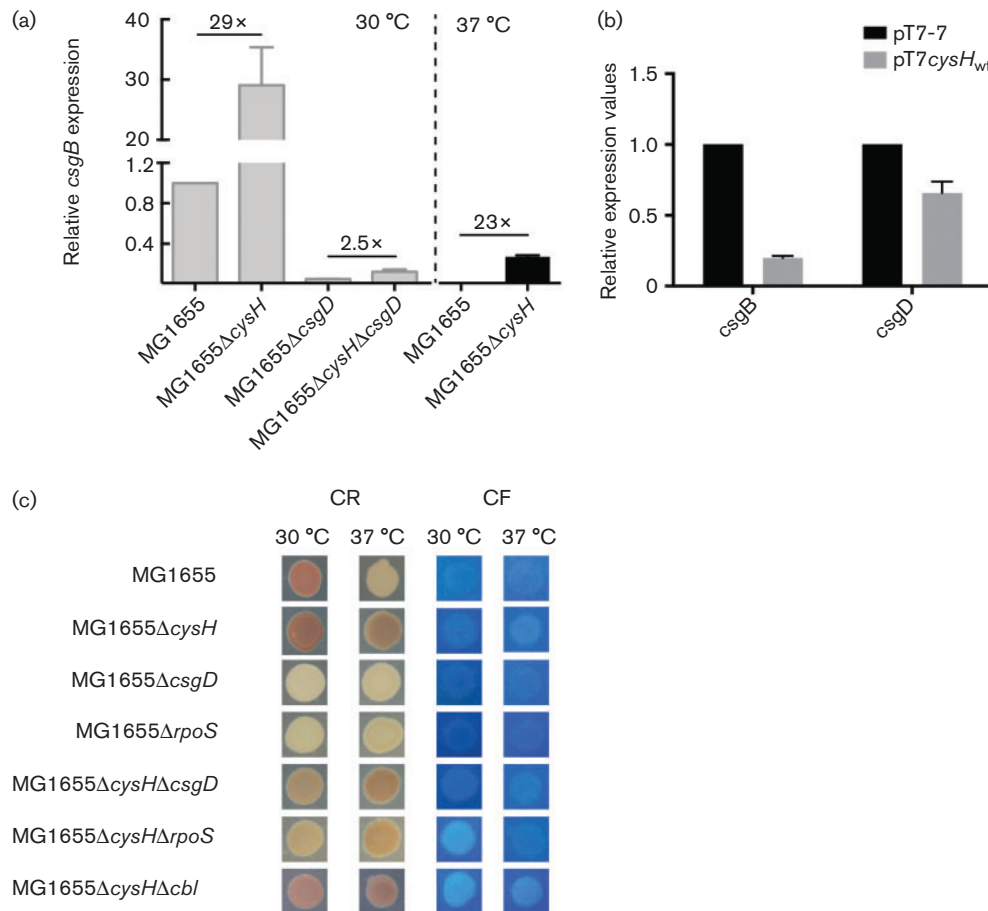 (a)
29×
30 °C
37 °C
Relative csgB expression
40
30
20
1.2
0.8
0.4
2.5×
23×
MG1655
MG1655ΔcysH
MG1655ΔcsgD
MG1655ΔcysHΔcsgD
MG1655
MG1655ΔcysH
(b)
pT7-7
pT7cysHwt
Relative expression values
1.5
1.0
0.5
0
csgB
csgD
(c)
CR CF
30 °C 37 °C 30 °C 37 °C
MG1655
MG1655ΔcysH
MG1655ΔcsgD
MG1655ΔrpoS
MG1655ΔcysHΔcsgD
MG1655ΔcysHΔrpoS
MG1655ΔcysHΔcbl